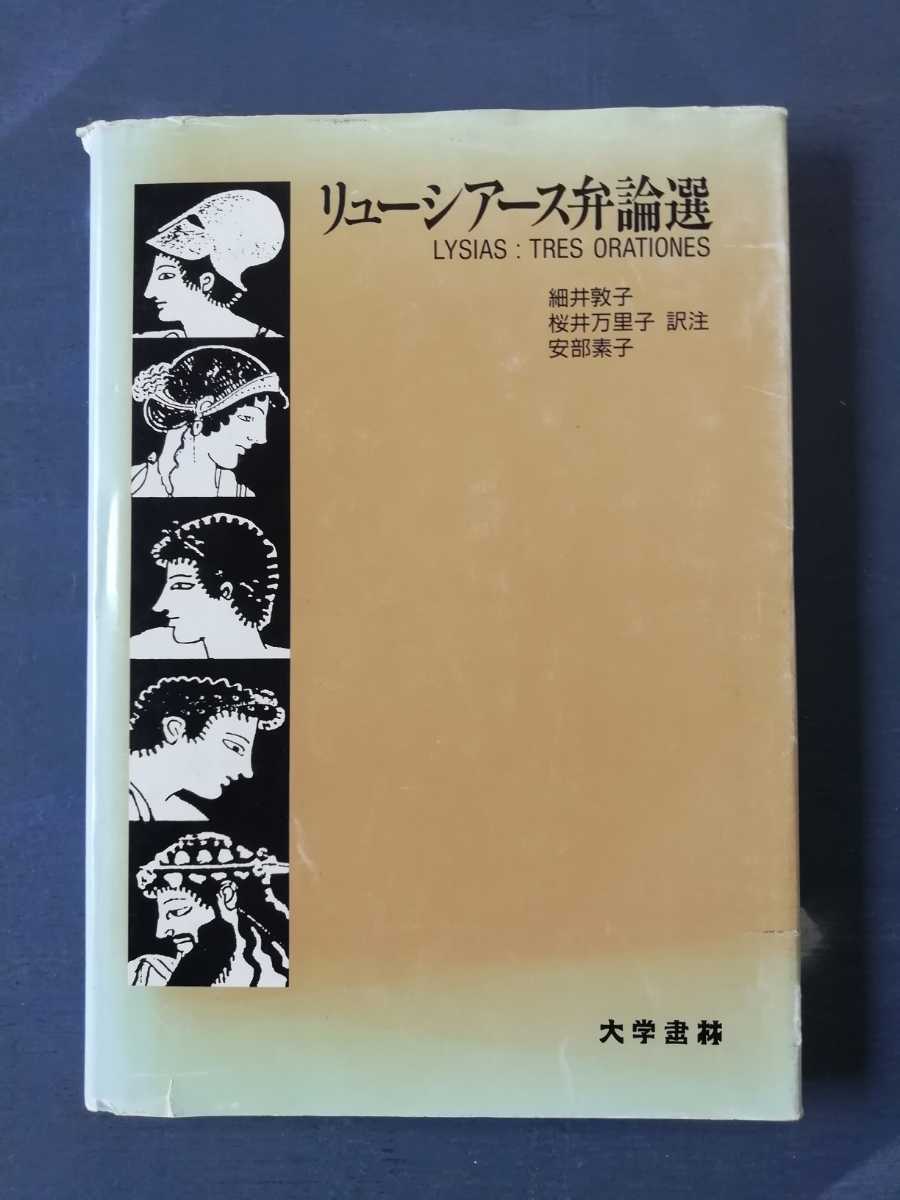 リューシアース弁論選
LYSIAS : TRES ORATIONES
細井敦子
桜井万里子 訳注
安部素子
大学書林